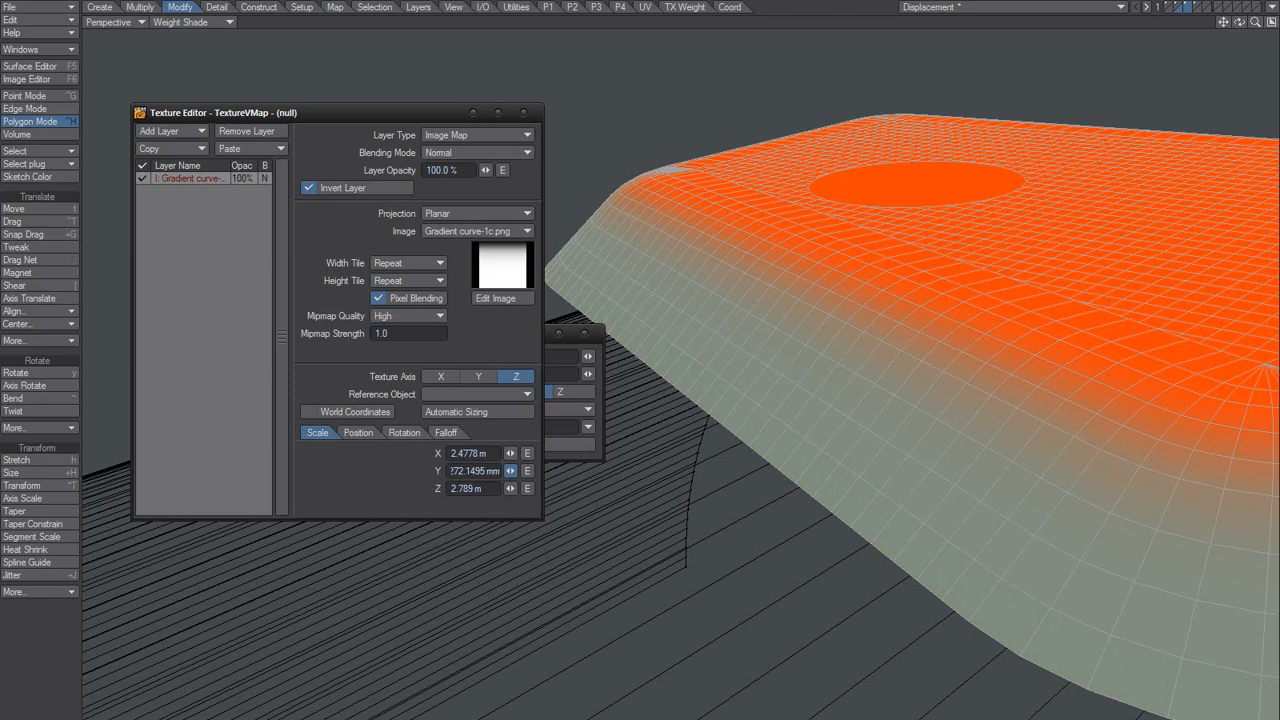 File Create Multiply Modify Detail Construct Setup Map Selection Layers View I/O Utilities P1 P2 P3 P4 UV TX Weight Coord Displacement * 1
Edit Perspective Weight Shade
Help
Windows
Surface Editor F5
Image Editor F6
Point Mode ^G
Edge Mode
Polygon Mode ^H
Volume
Select
Select plug
Sketch Color
Translate
Move t
Drag ^T
Snap Drag +G
Tweak
Drag Net
Magnet
Shear [
Axis Translate
Align...
Center...
More...
Rotate
Rotate y
Axis Rotate
Bend ~
Twist
More...
Transform
Stretch h
Size +H
Transform ^T
Axis Scale
Taper
Taper Constrain
Segment Scale
Heat Shrink
Spline Guide
Jitter +J
More...
Texture Editor - TextureVMap - (null)
Add Layer Remove Layer
Copy Paste
Layer Name Opac B
I: Gradient curve-... 100% N
Layer Type Image Map
Blending Mode Normal
Layer Opacity 100.0 % E
Invert Layer
Projection Planar
Image Gradient curve-1c.png
Width Tile Repeat
Height Tile Repeat
Pixel Blending Edit Image
Mipmap Quality High
Mipmap Strength 1.0
Texture Axis X Y Z
Reference Object
World Coordinates Automatic Sizing
Scale Position Rotation Falloff
X 2.4778 m E
Y 72.1495 mm E
Z 2.789 m E
Z